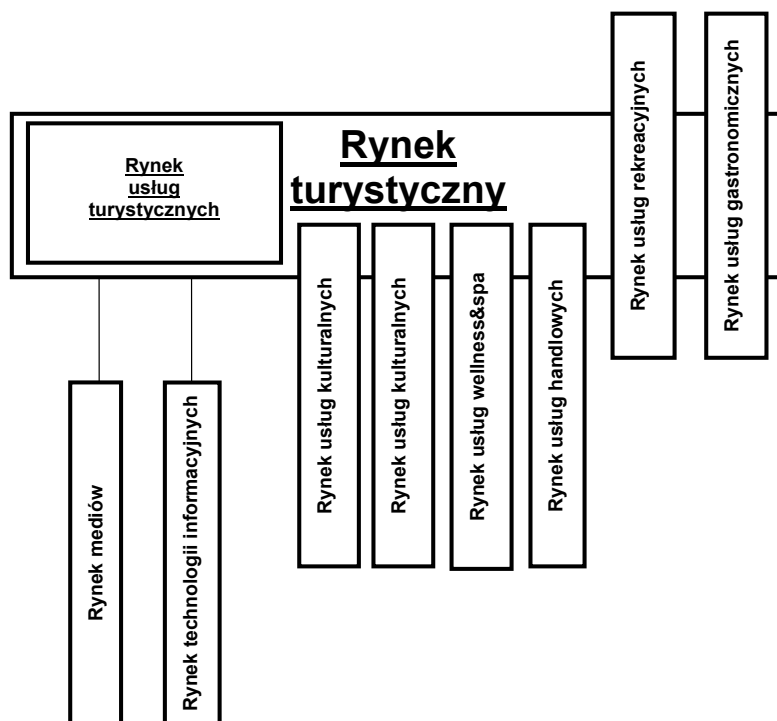 Rynek
usług
turystycznych
Rynek
turystyczny
Rynek usług rekreacyjnych
Rynek usług gastronomicznych
Rynek usług kulturalnych
Rynek usług kulturalnych
Rynek usług wellness&spa
Rynek usług handlowych
Rynek mediów
Rynek technologii informacyjnych